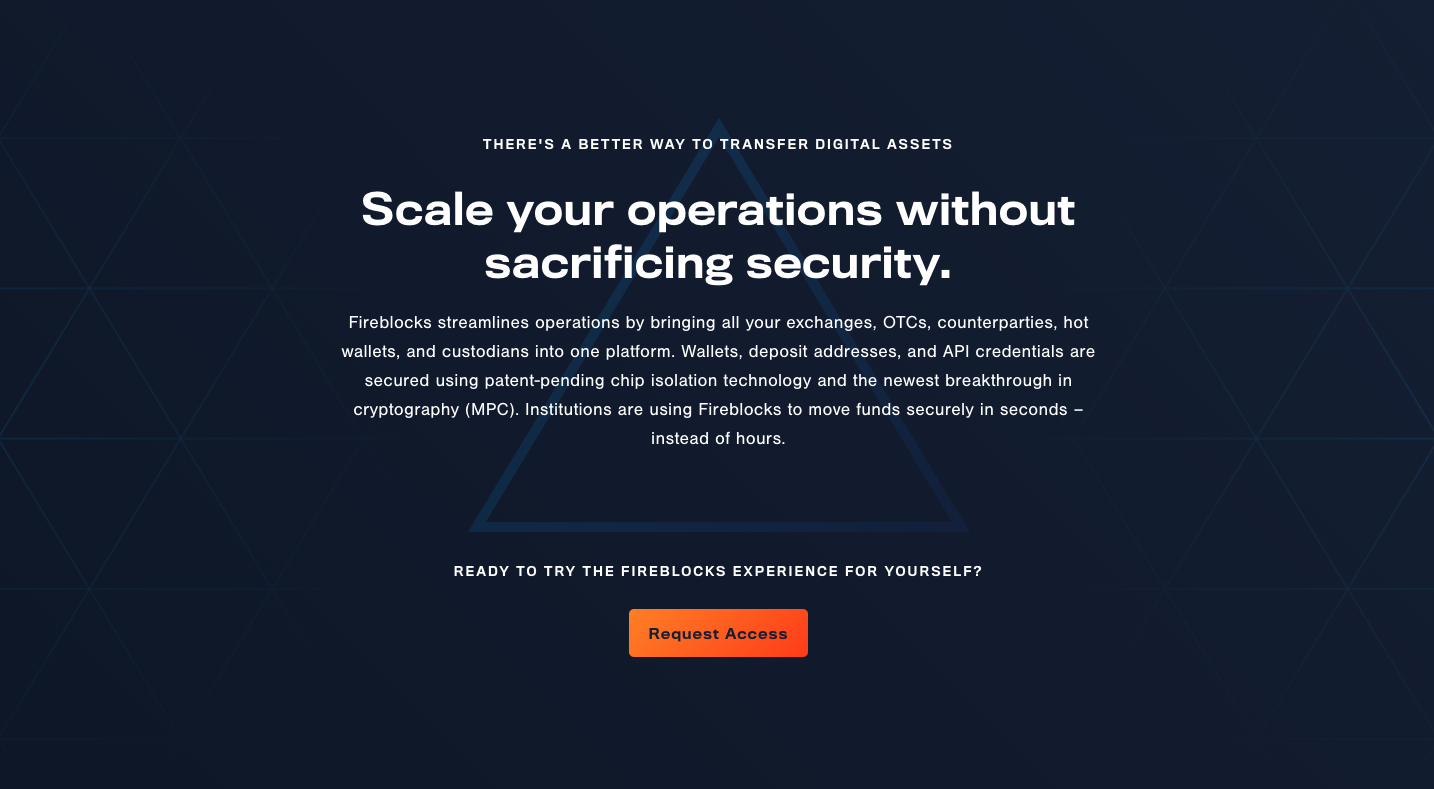 THERE'S A BETTER WAY TO TRANSFER DIGITAL ASSETS
Scale your operations without
sacrificing security.
Fireblocks streamlines operations by bringing all your exchanges, OTCs, counterparties, hot
wallets, and custodians into one platform. Wallets, deposit addresses, and API credentials are
secured using patent-pending chip isolation technology and the newest breakthrough in
cryptography (MPC). Institutions are using Fireblocks to move funds securely in seconds –
instead of hours.
READY TO TRY THE FIREBLOCKS EXPERIENCE FOR YOURSELF?
Request Access